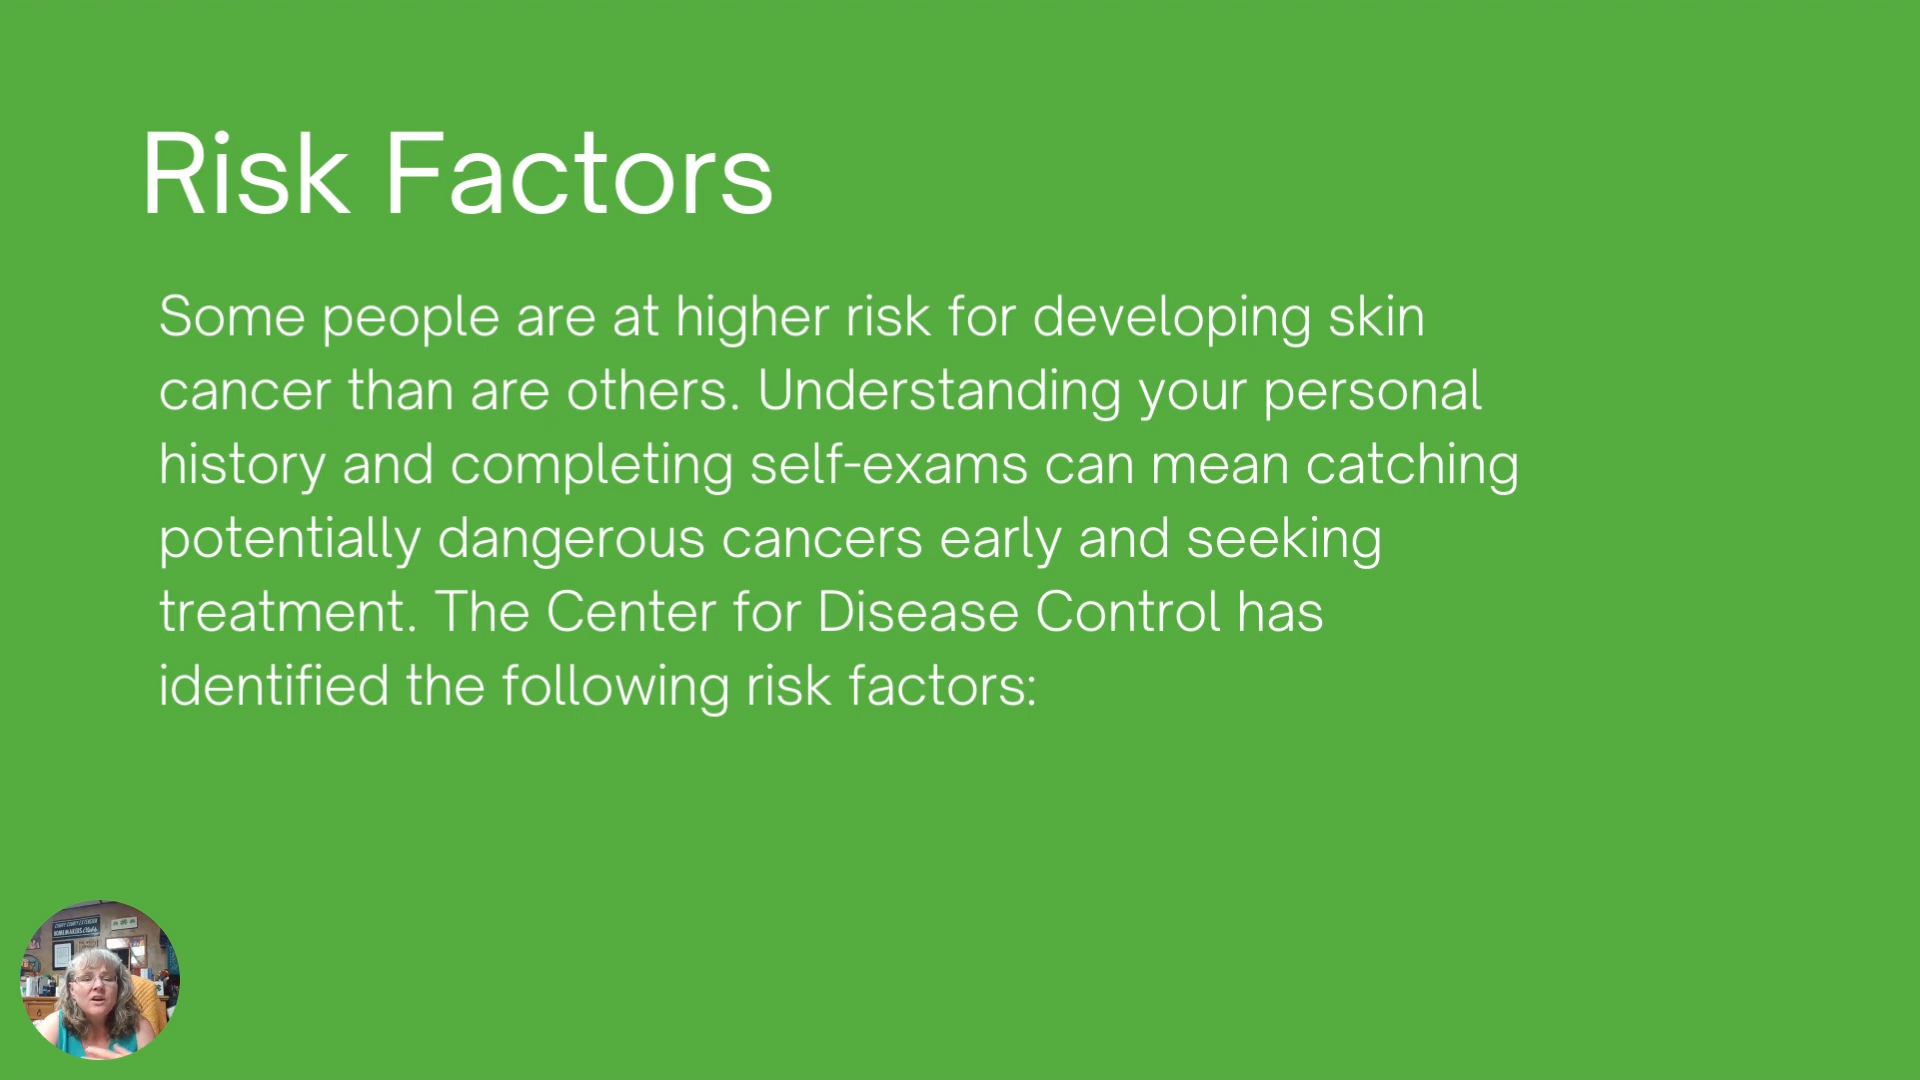 Risk Factors
Some people are at higher risk for developing skin
cancer than are others. Understanding your personal
history and completing self-exams can mean catching
potentially dangerous cancers early and seeking
treatment. The Center for Disease Control has
identified the following risk factors:
HOMEMAKERS Clubs